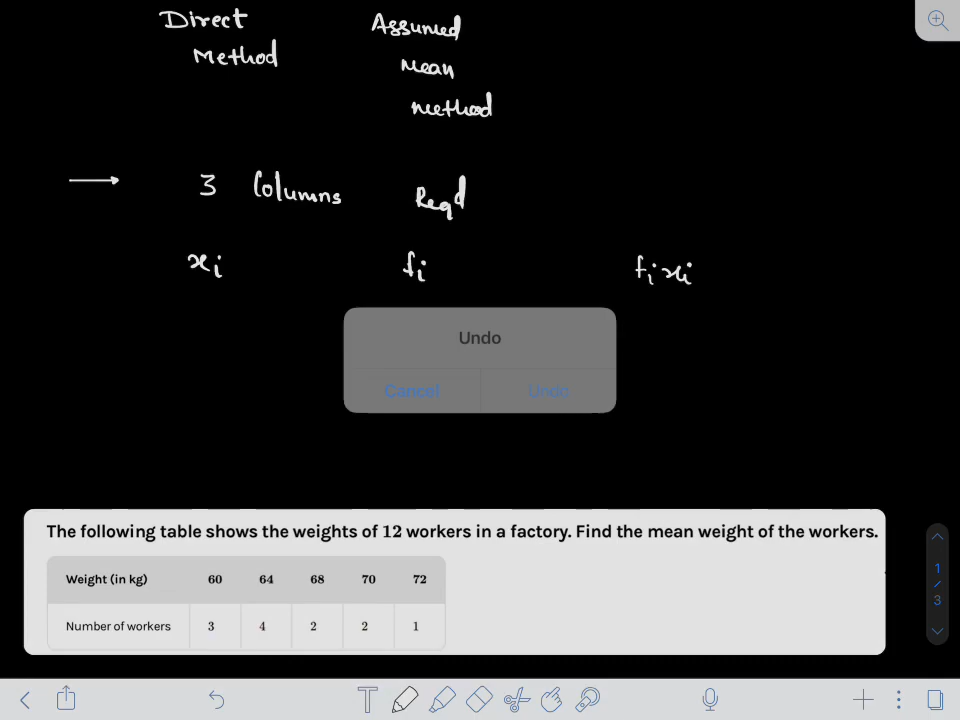 Direct Assumed
Method Mean
method
3 Columns Reqd
xi fi fixi
Undo
Cancel Undo
The following table shows the weights of 12 workers in a factory. Find the mean weight of the workers.
Weight (in kg) 60 64 68 70 72
Number of workers 3 4 2 2 1
1
/
3
T